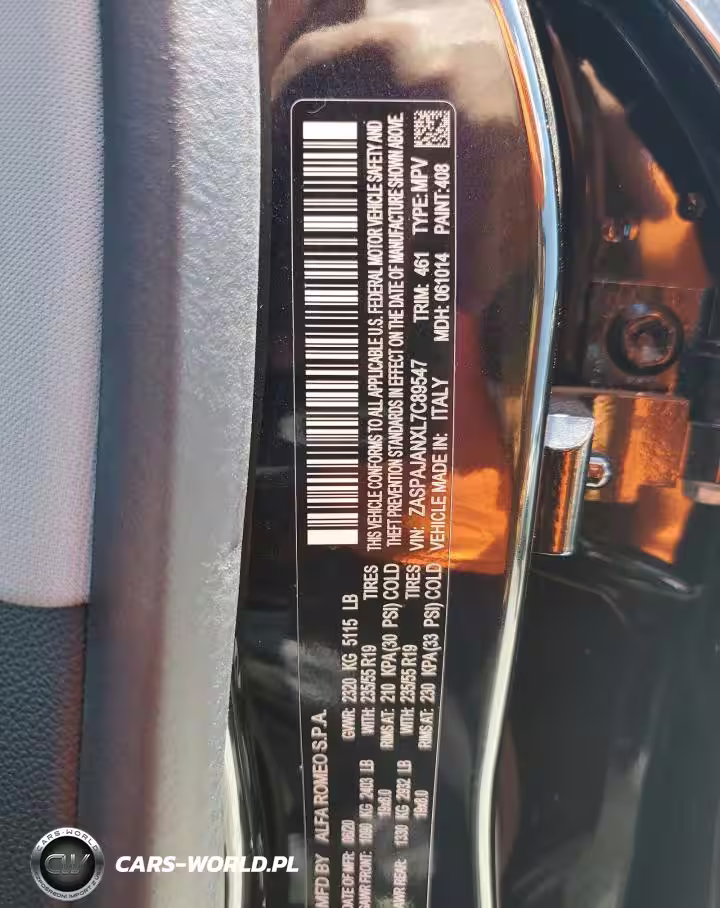 MFD BY ALFA ROMEO S.P.A.
DATE OF MFR: GVWR: 2320 KG 5115 LB
GAWR FRONT: 1090 KG 2403 LB WITH: 235/55 R19 TIRES
19x8.0 RIMS AT: 210 KPA(30 PSI) COLD
GAWR REAR: 1330 KG 2932 LB WITH: 235/55 R19 TIRES
19x8.0 RIMS AT: 230 KPA(33 PSI) COLD
THIS VEHICLE CONFORMS TO ALL APPLICABLE U.S. FEDERAL MOTOR VEHICLE SAFETY AND
THEFT PREVENTION STANDARDS IN EFFECT ON THE DATE OF MANUFACTURE SHOWN ABOVE.
VIN: ZASPAJANXL7C89547 TRIM: 461 TYPE: MPV
VEHICLE MADE IN: ITALY MDH: 061014 PAINT: 408
CARS-WORLD
CW
CARS-WORLD.PL